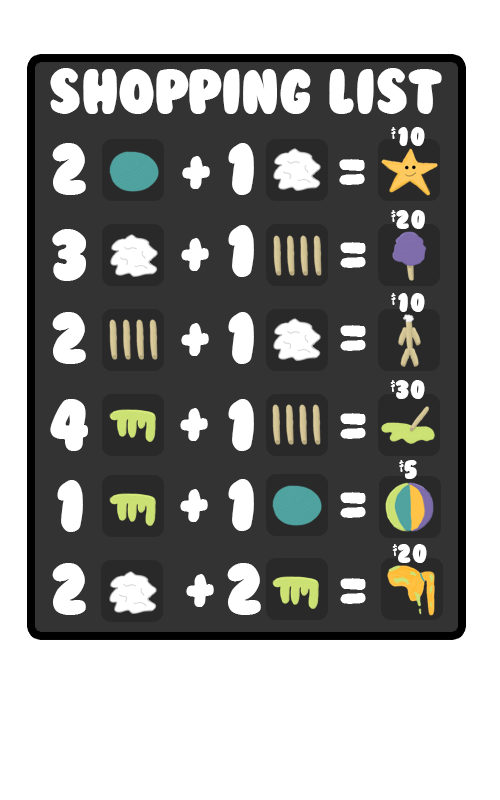 SHOPPING LIST
$10
2 + 1 =
$20
3 + 1 =
$10
2 + 1 =
$30
4 + 1 =
$5
1 + 1 =
$20
2 + 2 =